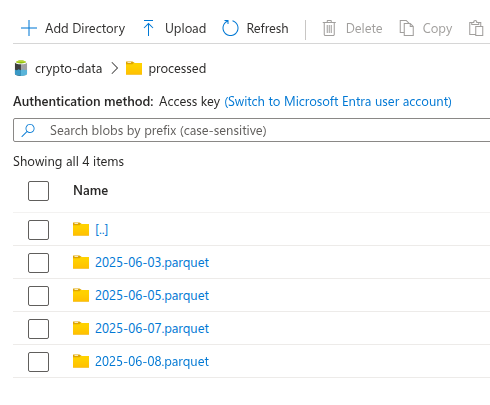 Add Directory Upload Refresh Delete Copy
crypto-data > processed
Authentication method: Access key (Switch to Microsoft Entra user account)
Search blobs by prefix (case-sensitive)
Showing all 4 items
Name
[..]
2025-06-03.parquet
2025-06-05.parquet
2025-06-07.parquet
2025-06-08.parquet